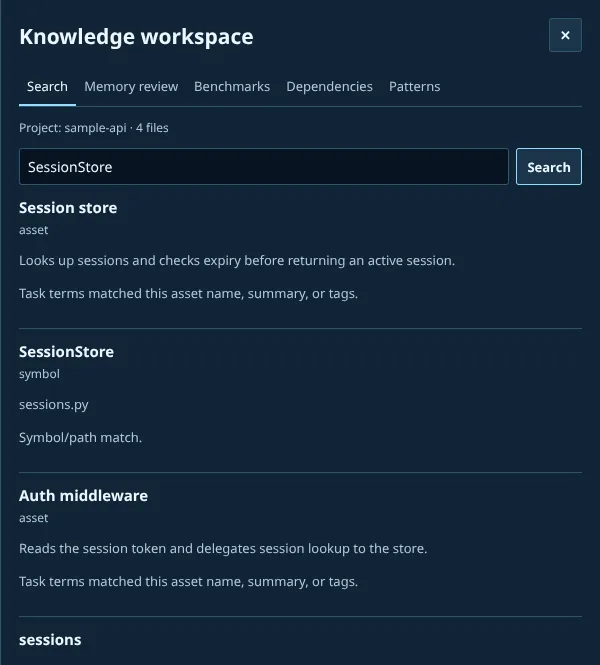 Knowledge workspace ×
Search Memory review Benchmarks Dependencies Patterns
Project: sample-api · 4 files
SessionStore Search
Session store
asset
Looks up sessions and checks expiry before returning an active session.
Task terms matched this asset name, summary, or tags.
SessionStore
symbol
sessions.py
Symbol/path match.
Auth middleware
asset
Reads the session token and delegates session lookup to the store.
Task terms matched this asset name, summary, or tags.
sessions